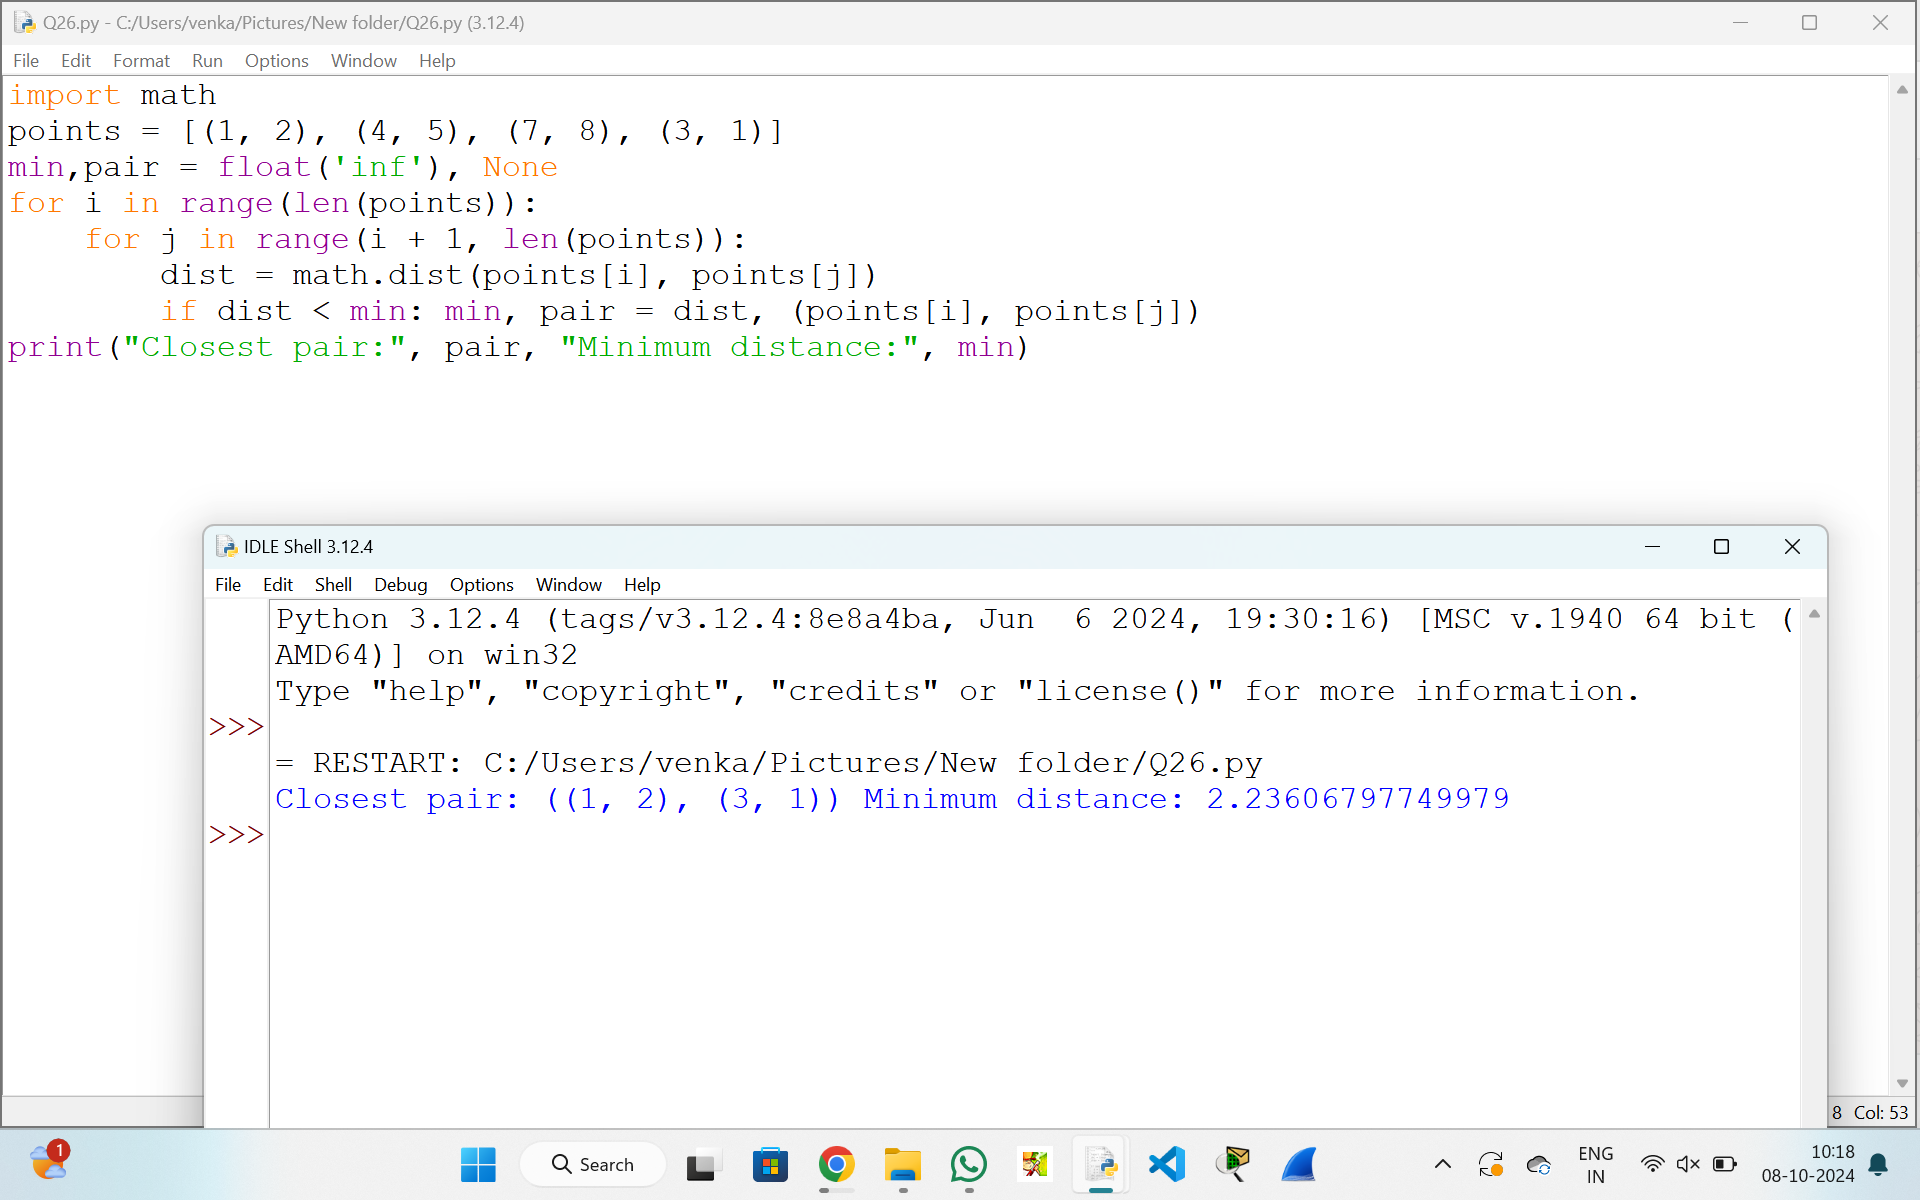 Q26.py - C:/Users/venka/Pictures/New folder/Q26.py (3.12.4)
File Edit Format Run Options Window Help
import math
points = [(1, 2), (4, 5), (7, 8), (3, 1)]
min,pair = float('inf'), None
for i in range(len(points)):
    for j in range(i + 1, len(points)):
        dist = math.dist(points[i], points[j])
        if dist < min: min, pair = dist, (points[i], points[j])
print("Closest pair:", pair, "Minimum distance:", min)
IDLE Shell 3.12.4
File Edit Shell Debug Options Window Help
Python 3.12.4 (tags/v3.12.4:8e8a4ba, Jun  6 2024, 19:30:16) [MSC v.1940 64 bit (
AMD64)] on win32
Type "help", "copyright", "credits" or "license()" for more information.
>>>
= RESTART: C:/Users/venka/Pictures/New folder/Q26.py
Closest pair: ((1, 2), (3, 1)) Minimum distance: 2.23606797749979
>>>
8 Col: 53
1
Search
ENG
IN
10:18
08-10-2024